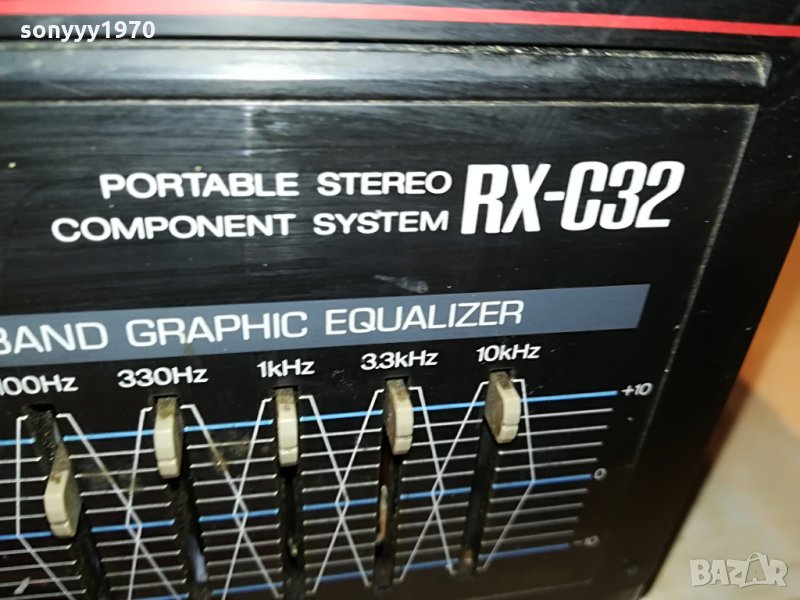 sonyyy1970
PORTABLE STEREO
COMPONENT SYSTEM RX-C32
BAND GRAPHIC EQUALIZER
100Hz 330Hz 1kHz 3.3kHz 10kHz
+10
0
-10
BAZAR